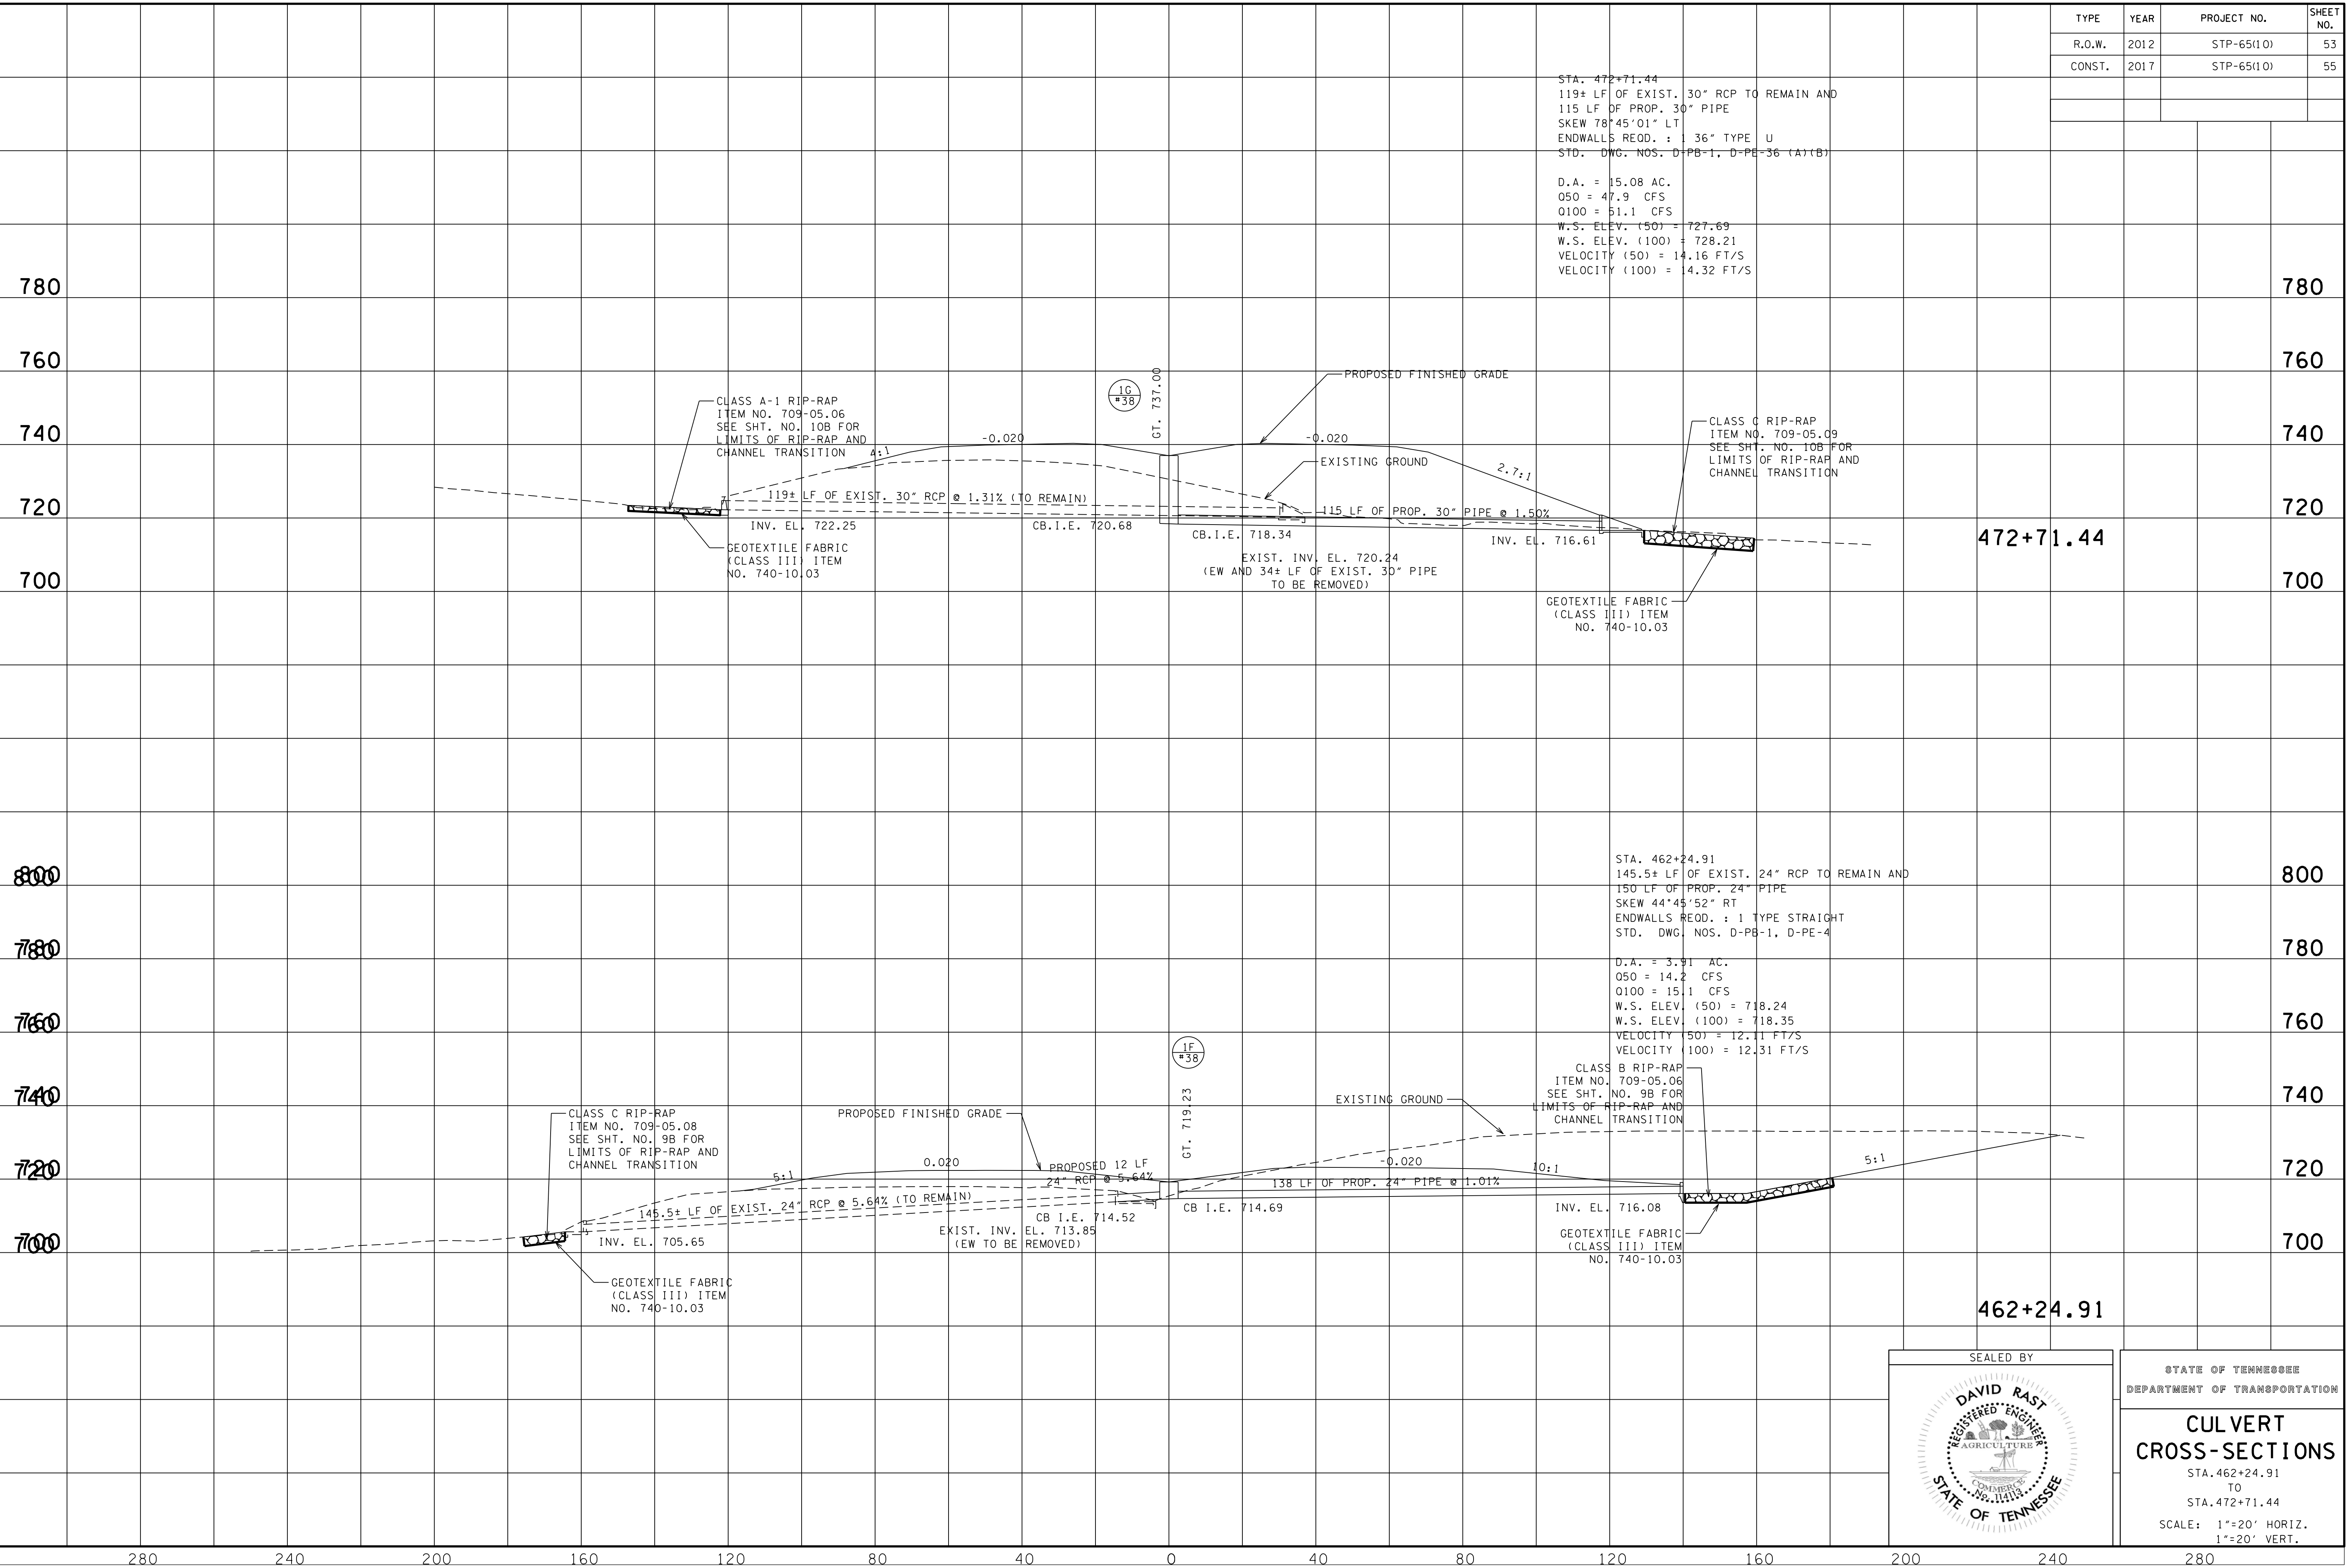 TYPE YEAR PROJECT NO. SHEET NO.
R.O.W. 2012 STP-65(10) 53
CONST. 2017 STP-65(10) 55
STA. 472+71.44
119± LF OF EXIST. 30" RCP TO REMAIN AND
115 LF OF PROP. 30" PIPE
SKEW 78°45'01" LT
ENDWALLS REQD. : 1 36" TYPE U
STD. DWG. NOS. D-PB-1, D-PE-36 (A)(B)
D.A. = 15.08 AC.
Q50 = 47.9 CFS
Q100 = 51.1 CFS
W.S. ELEV. (50) = 727.69
W.S. ELEV. (100) = 728.21
VELOCITY (50) = 14.16 FT/S
VELOCITY (100) = 14.32 FT/S
780 780
760 760
740 740
720 720
700 700
CLASS A-1 RIP-RAP
ITEM NO. 709-05.06
SEE SHT. NO. 10B FOR
LIMITS OF RIP-RAP AND
CHANNEL TRANSITION
4:1
-0.020
1G
#38
GT. 737.00
PROPOSED FINISHED GRADE
-0.020
EXISTING GROUND
2.7:1
CLASS C RIP-RAP
ITEM NO. 709-05.09
SEE SHT. NO. 10B FOR
LIMITS OF RIP-RAP AND
CHANNEL TRANSITION
119± LF OF EXIST. 30" RCP @ 1.31% (TO REMAIN)
115 LF OF PROP. 30" PIPE @ 1.50%
INV. EL. 722.25
CB.I.E. 720.68
CB.I.E. 718.34
INV. EL. 716.61
472+71.44
GEOTEXTILE FABRIC
(CLASS III) ITEM
NO. 740-10.03
EXIST. INV. EL. 720.24
(EW AND 34± LF OF EXIST. 30" PIPE
TO BE REMOVED)
GEOTEXTILE FABRIC
(CLASS III) ITEM
NO. 740-10.03
STA. 462+24.91
145.5± LF OF EXIST. 24" RCP TO REMAIN AND
150 LF OF PROP. 24" PIPE
SKEW 44°45'52" RT
ENDWALLS REQD. : 1 TYPE STRAIGHT
STD. DWG. NOS. D-PB-1, D-PE-4
D.A. = 3.91 AC.
Q50 = 14.2 CFS
Q100 = 15.1 CFS
W.S. ELEV. (50) = 718.24
W.S. ELEV. (100) = 718.35
VELOCITY (50) = 12.11 FT/S
VELOCITY (100) = 12.31 FT/S
800 800 800
780 780 780
760 760 760
740 740 740
720 720 720
700 700 700
CLASS B RIP-RAP
ITEM NO. 709-05.06
SEE SHT. NO. 9B FOR
LIMITS OF RIP-RAP AND
CHANNEL TRANSITION
1F
#38
GT. 719.23
EXISTING GROUND
CLASS C RIP-RAP
ITEM NO. 709-05.08
SEE SHT. NO. 9B FOR
LIMITS OF RIP-RAP AND
CHANNEL TRANSITION
PROPOSED FINISHED GRADE
5:1
0.020
PROPOSED 12 LF
24" RCP @ 5.64%
-0.020
10:1
5:1
145.5± LF OF EXIST. 24" RCP @ 5.64% (TO REMAIN)
138 LF OF PROP. 24" PIPE @ 1.01%
CB I.E. 714.52
CB I.E. 714.69
INV. EL. 716.08
INV. EL. 705.65
EXIST. INV. EL. 713.85
(EW TO BE REMOVED)
GEOTEXTILE FABRIC
(CLASS III) ITEM
NO. 740-10.03
GEOTEXTILE FABRIC
(CLASS III) ITEM
NO. 740-10.03
462+24.91
SEALED BY
DAVID RAST
REGISTERED ENGINEER
AGRICULTURE
COMMERCE
No. 114113
STATE OF TENNESSEE
STATE OF TENNESSEE
DEPARTMENT OF TRANSPORTATION
CULVERT
CROSS-SECTIONS
STA.462+24.91
TO
STA.472+71.44
SCALE: 1"=20' HORIZ.
1"=20' VERT.
280 240 200 160 120 80 40 0 40 80 120 160 200 240 280